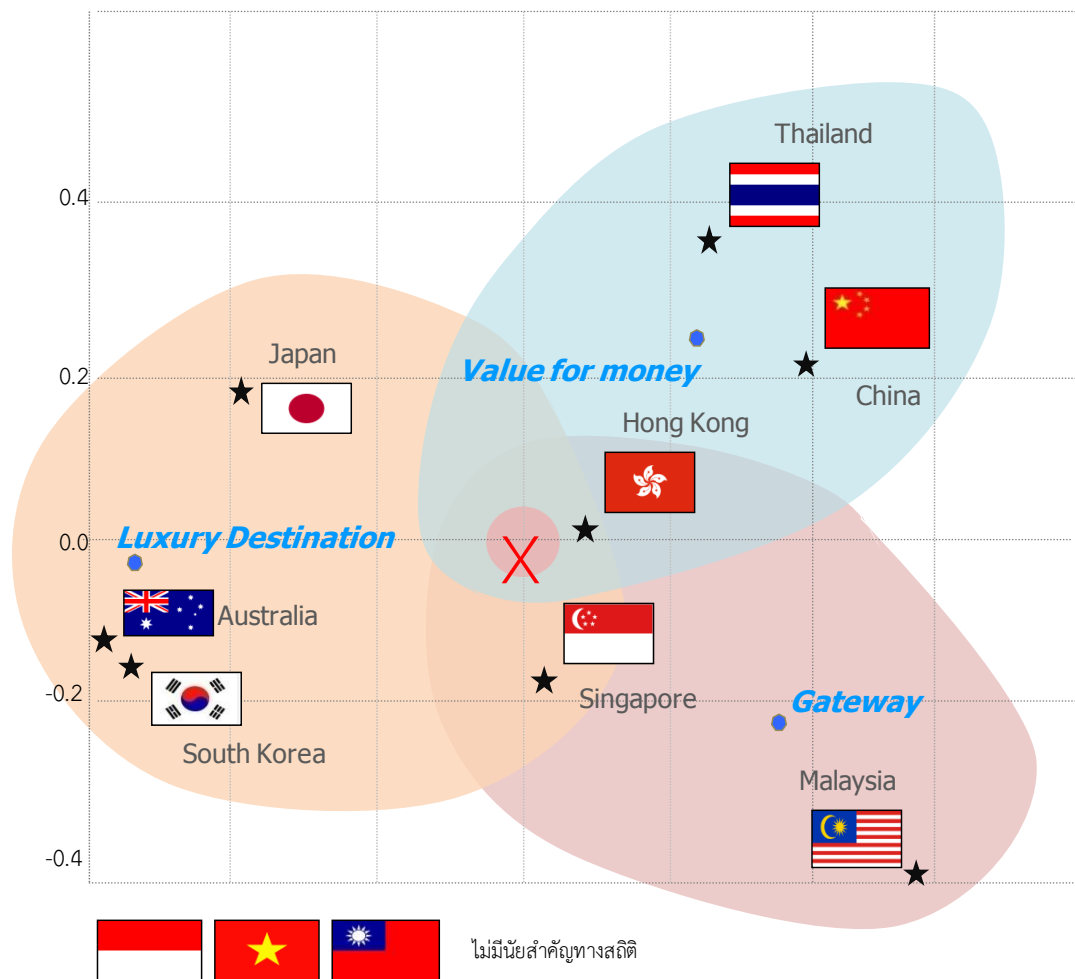 Thailand
0.4
Japan
Value for money
0.2
China
Hong Kong
Luxury Destination
0.0
X
Australia
-0.2
Singapore
Gateway
South Korea
Malaysia
-0.4
ไม่มีนัยสำคัญทางสถิติ